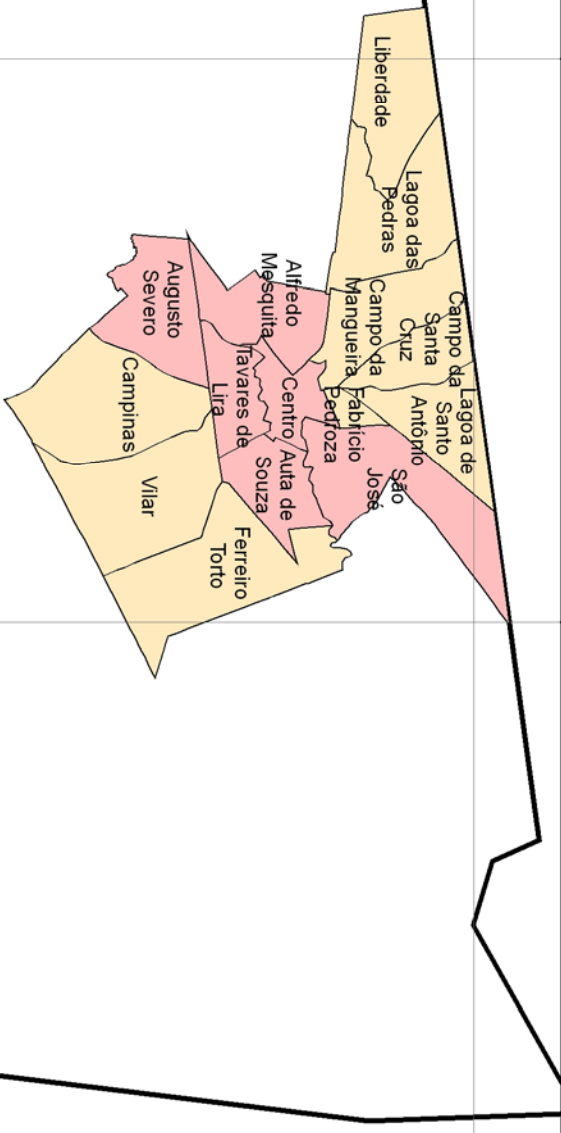 Liberdade
Lagoa das
Pedras
Campo da
Santa
Cruz
Campo da
Mangueira
Lagoa de
Santo
Antônio
Alfredo
Mesquita
Fabrício
Pedroza
São
José
Centro
Auta de
Souza
Tavares de
Lira
Augusto
Severo
Campinas
Vilar
Ferreiro
Torto